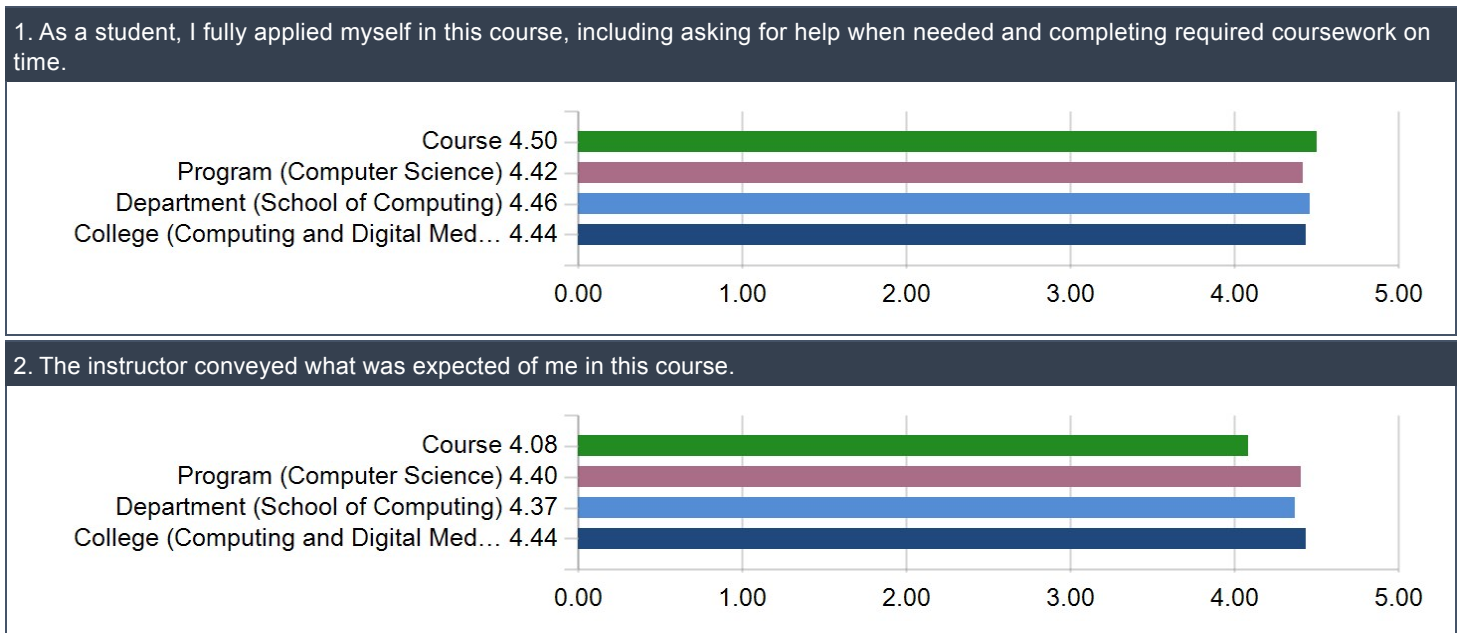 1. As a student, I fully applied myself in this course, including asking for help when needed and completing required coursework on
time.
Course 4.50
Program (Computer Science) 4.42
Department (School of Computing) 4.46
College (Computing and Digital Med... 4.44
0.00 1.00 2.00 3.00 4.00 5.00
2. The instructor conveyed what was expected of me in this course.
Course 4.08
Program (Computer Science) 4.40
Department (School of Computing) 4.37
College (Computing and Digital Med... 4.44
0.00 1.00 2.00 3.00 4.00 5.00